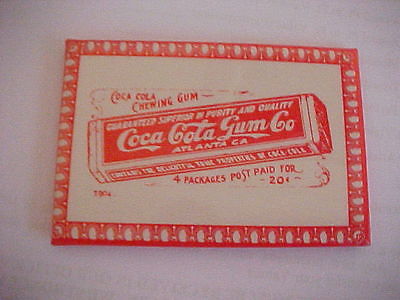 COCA COLA
CHEWING GUM
GUARANTEED SUPERIOR IN PURITY AND QUALITY
Coca Cola Gum Co
ATLANTA GA
CONTAINS THE DELIGHTFUL TONIC PROPERTIES OF COCA-COLA
4 PACKAGES POST PAID FOR
20¢
1904